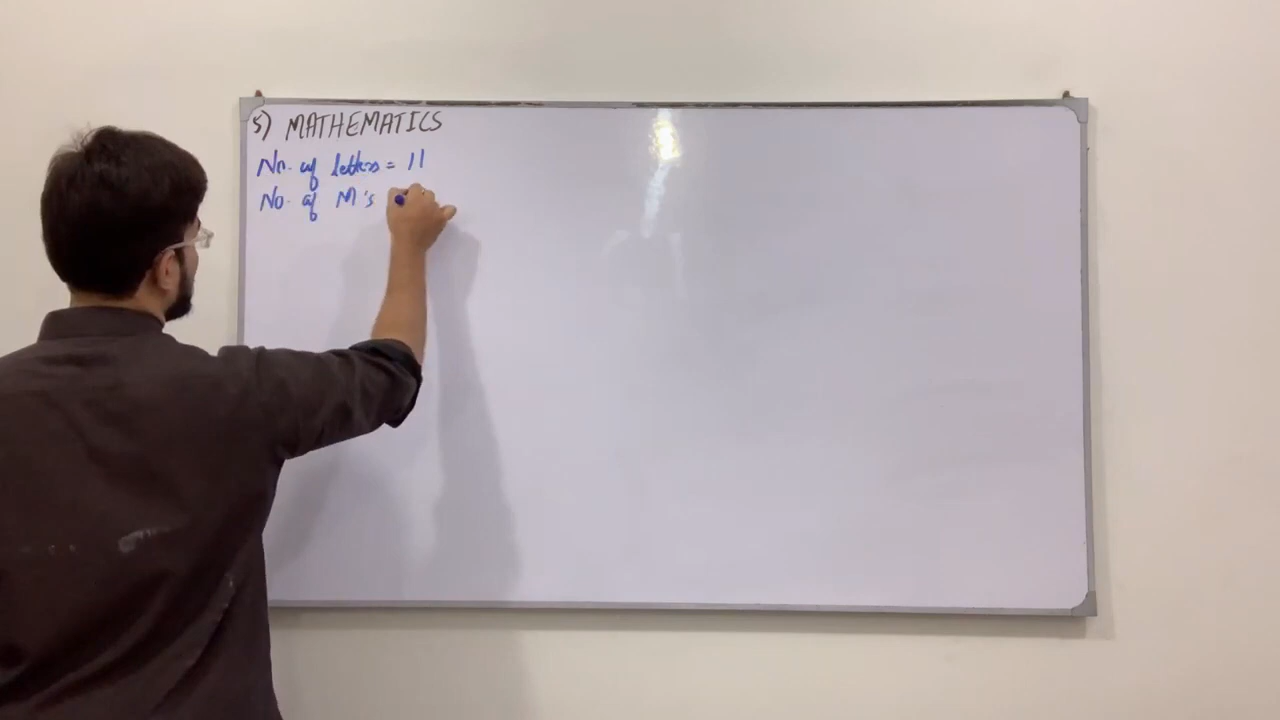 5) MATHEMATICS
No. of letters = 11
No. of M's